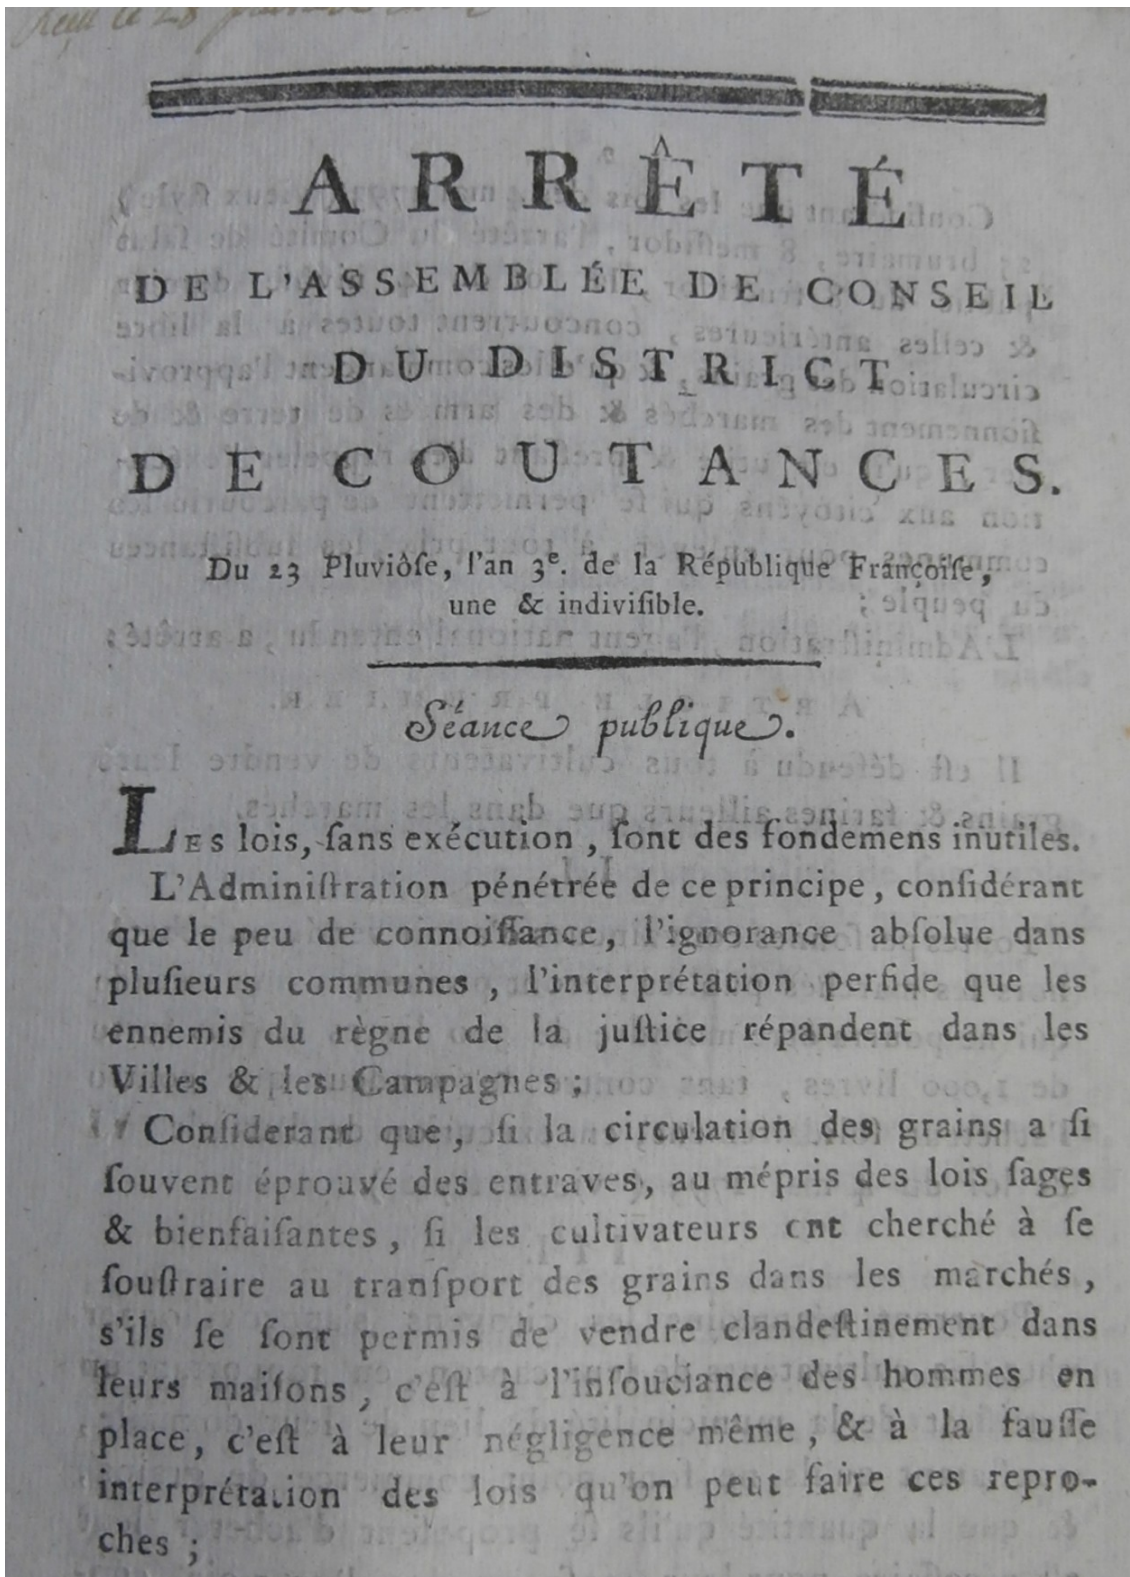 Reçu le 28
ARRÊTÉ
DE L'ASSEMBLÉE DE CONSEIL
DU DISTRICT
DE COUTANCES.
Du 23 Pluviôſe, l'an 3e. de la République Françoiſe,
une & indiviſible.
Séance publique.
LES lois, ſans exécution, ſont des fondemens inutiles.
L'Adminiſtration pénétrée de ce principe, conſidérant
que le peu de connoiſſance, l'ignorance abſolue dans
pluſieurs communes, l'interprétation perfide que les
ennemis du règne de la juſtice répandent dans les
Villes & les Campagnes;
Conſiderant que, ſi la circulation des grains a ſi
ſouvent éprouvé des entraves, au mépris des lois ſages
& bienfaiſantes, ſi les cultivateurs ont cherché à ſe
ſouſtraire au tranſport des grains dans les marchés,
s'ils ſe ſont permis de vendre clandeſtinement dans
leurs maiſons, c'eſt à l'inſouciance des hommes en
place, c'eſt à leur négligence même, & à la fauſſe
interprétation des lois qu'on peut faire ces repro-
ches;